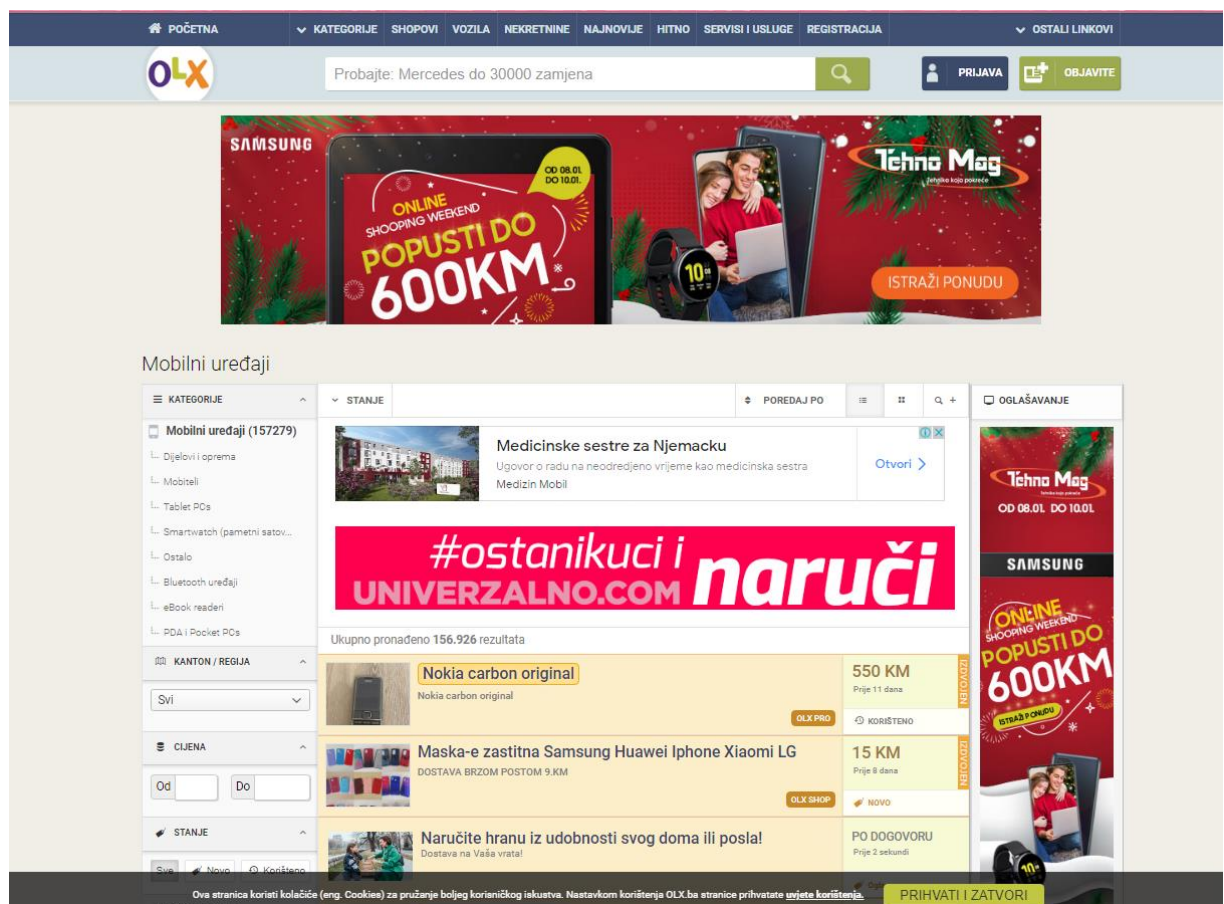 POČETNA
KATEGORIJE SHOPOVI VOZILA NEKRETNINE NAJNOVIJE HITNO SERVISI I USLUGE REGISTRACIJA
OSTALI LINKOVI
OLX
Probajte: Mercedes do 30000 zamjena
PRIJAVA
OBJAVITE
SAMSUNG
OD 08.01.
DO 10.01.
ONLINE
SHOOPING WEEKEND
POPUSTI DO
600KM*
10
Tehno Mag
Tehnika koja pokreće
ISTRAŽI PONUDU
Mobilni uređaji
KATEGORIJE
Mobilni uređaji (157279)
Dijelovi i oprema
Mobiteli
Tablet PCs
Smartwatch (pametni satov...
Ostalo
Bluetooth uređaji
eBook readeri
PDA i Pocket PCs
KANTON / REGIJA
Svi
CIJENA
Od
Do
STANJE
Sve Novo Korišteno
STANJE
POREDAJ PO
Medicinske sestre za Njemacku
Ugovor o radu na neodredjeno vrijeme kao medicinska sestra
Medizin Mobil
Otvori
#ostanikuci i
UNIVERZALNO.COM naruči
Ukupno pronađeno 156.926 rezultata
Nokia carbon original
Nokia carbon original
OLX PRO
550 KM
Prije 11 dana
KORIŠTENO
IZDVOJEN
Maska-e zastitna Samsung Huawei Iphone Xiaomi LG
DOSTAVA BRZOM POSTOM 9.KM
OLX SHOP
15 KM
Prije 8 dana
NOVO
IZDVOJEN
Naručite hranu iz udobnosti svog doma ili posla!
Dostava na Vaša vrata!
PO DOGOVORU
Prije 2 sekundi
OGLAŠAVANJE
Tehno Mag
Tehnika koja pokreće
OD 08.01. DO 10.01.
SAMSUNG
ONLINE
SHOOPING WEEKEND
POPUSTI DO
600KM
ISTRAŽI PONUDU
*
10
Ova stranica koristi kolačiće (eng. Cookies) za pružanje boljeg korisničkog iskustva. Nastavkom korištenja OLX.ba stranice prihvatate uvjete korištenja.
PRIHVATI I ZATVORI